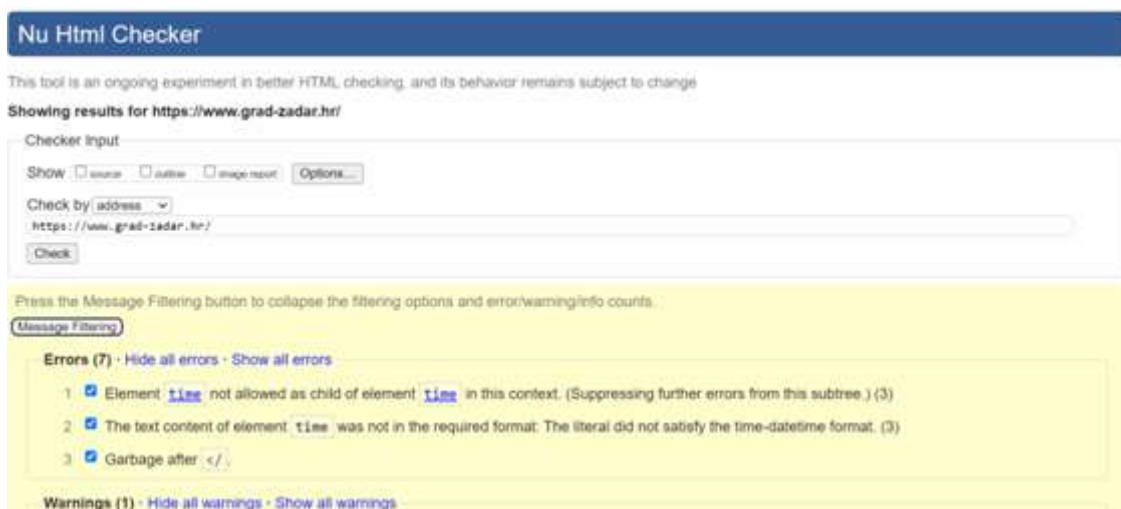 Nu Html Checker
This tool is an ongoing experiment in better HTML checking, and its behavior remains subject to change
Showing results for https://www.grad-zadar.hr/
Checker Input
Show source outline image report Options...
Check by address
https://www.grad-zadar.hr/
Check
Press the Message Filtering button to collapse the filtering options and error/warning/info counts.
Message Filtering
Errors (7) · Hide all errors · Show all errors
1 Element time not allowed as child of element time in this context. (Suppressing further errors from this subtree.) (3)
2 The text content of element time was not in the required format: The literal did not satisfy the time-datetime format. (3)
3 Garbage after </.
Warnings (1) · Hide all warnings · Show all warnings